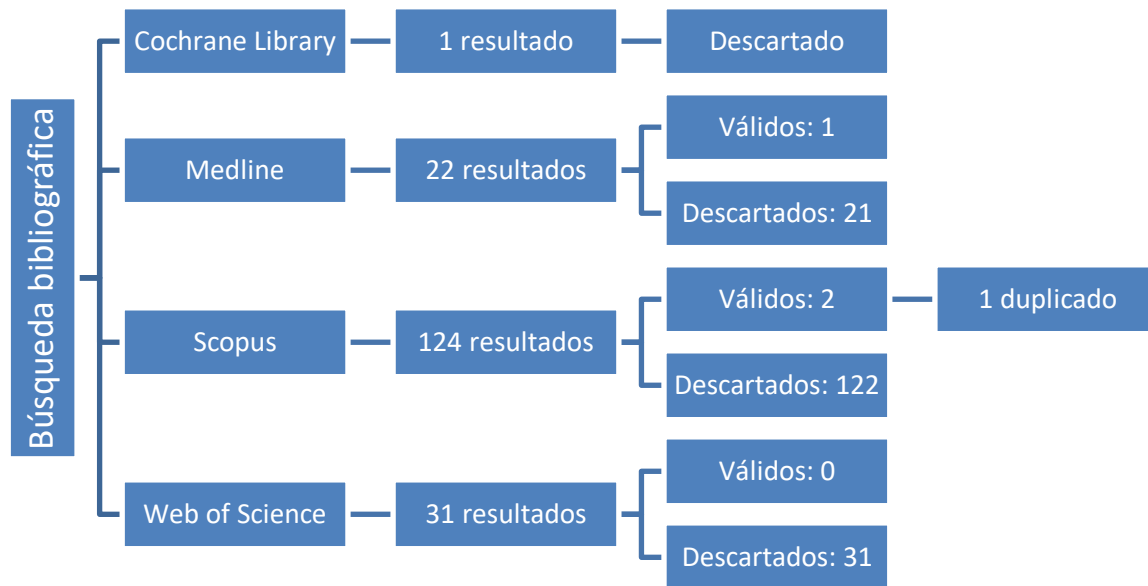 Búsqueda bibliográfica
Cochrane Library
1 resultado
Descartado
Medline
22 resultados
Válidos: 1
Descartados: 21
Scopus
124 resultados
Válidos: 2
1 duplicado
Descartados: 122
Web of Science
31 resultados
Válidos: 0
Descartados: 31